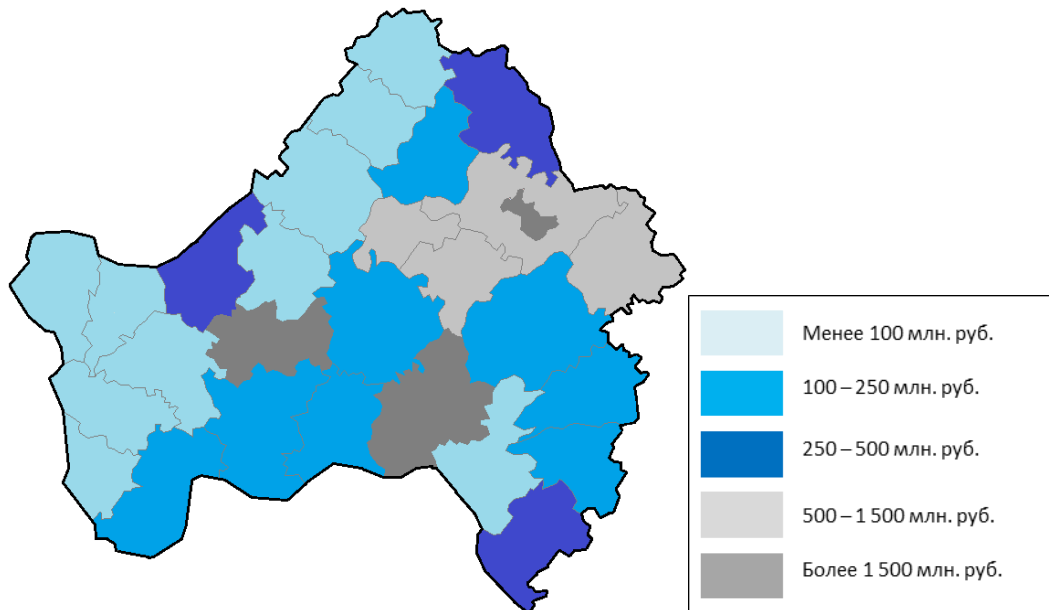 Менее 100 млн. руб.
100 – 250 млн. руб.
250 – 500 млн. руб.
500 – 1 500 млн. руб.
Более 1 500 млн. руб.